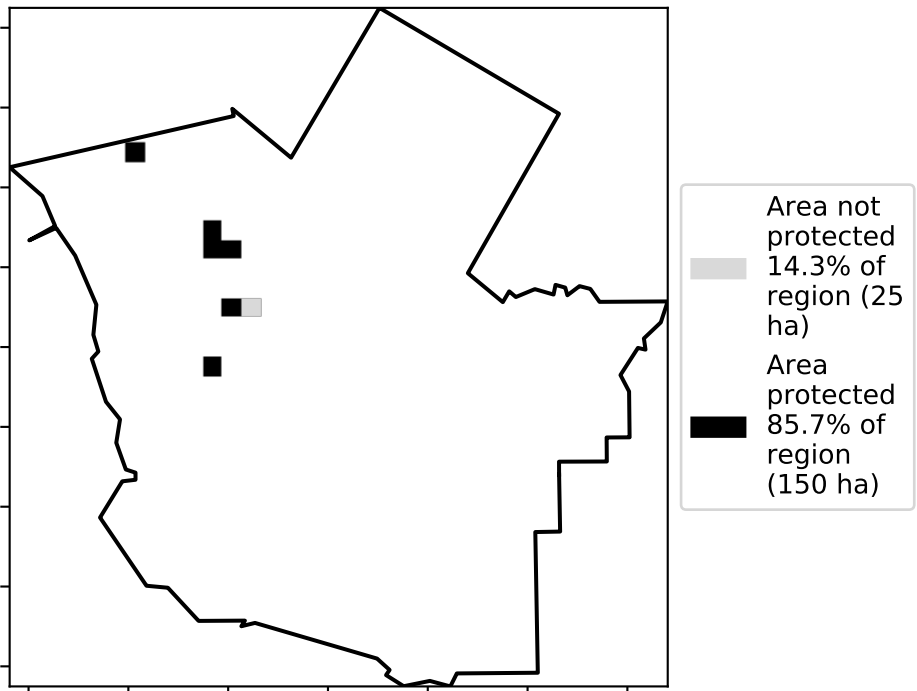 Area not
protected
14.3% of
region (25
ha)
Area
protected
85.7% of
region
(150 ha)